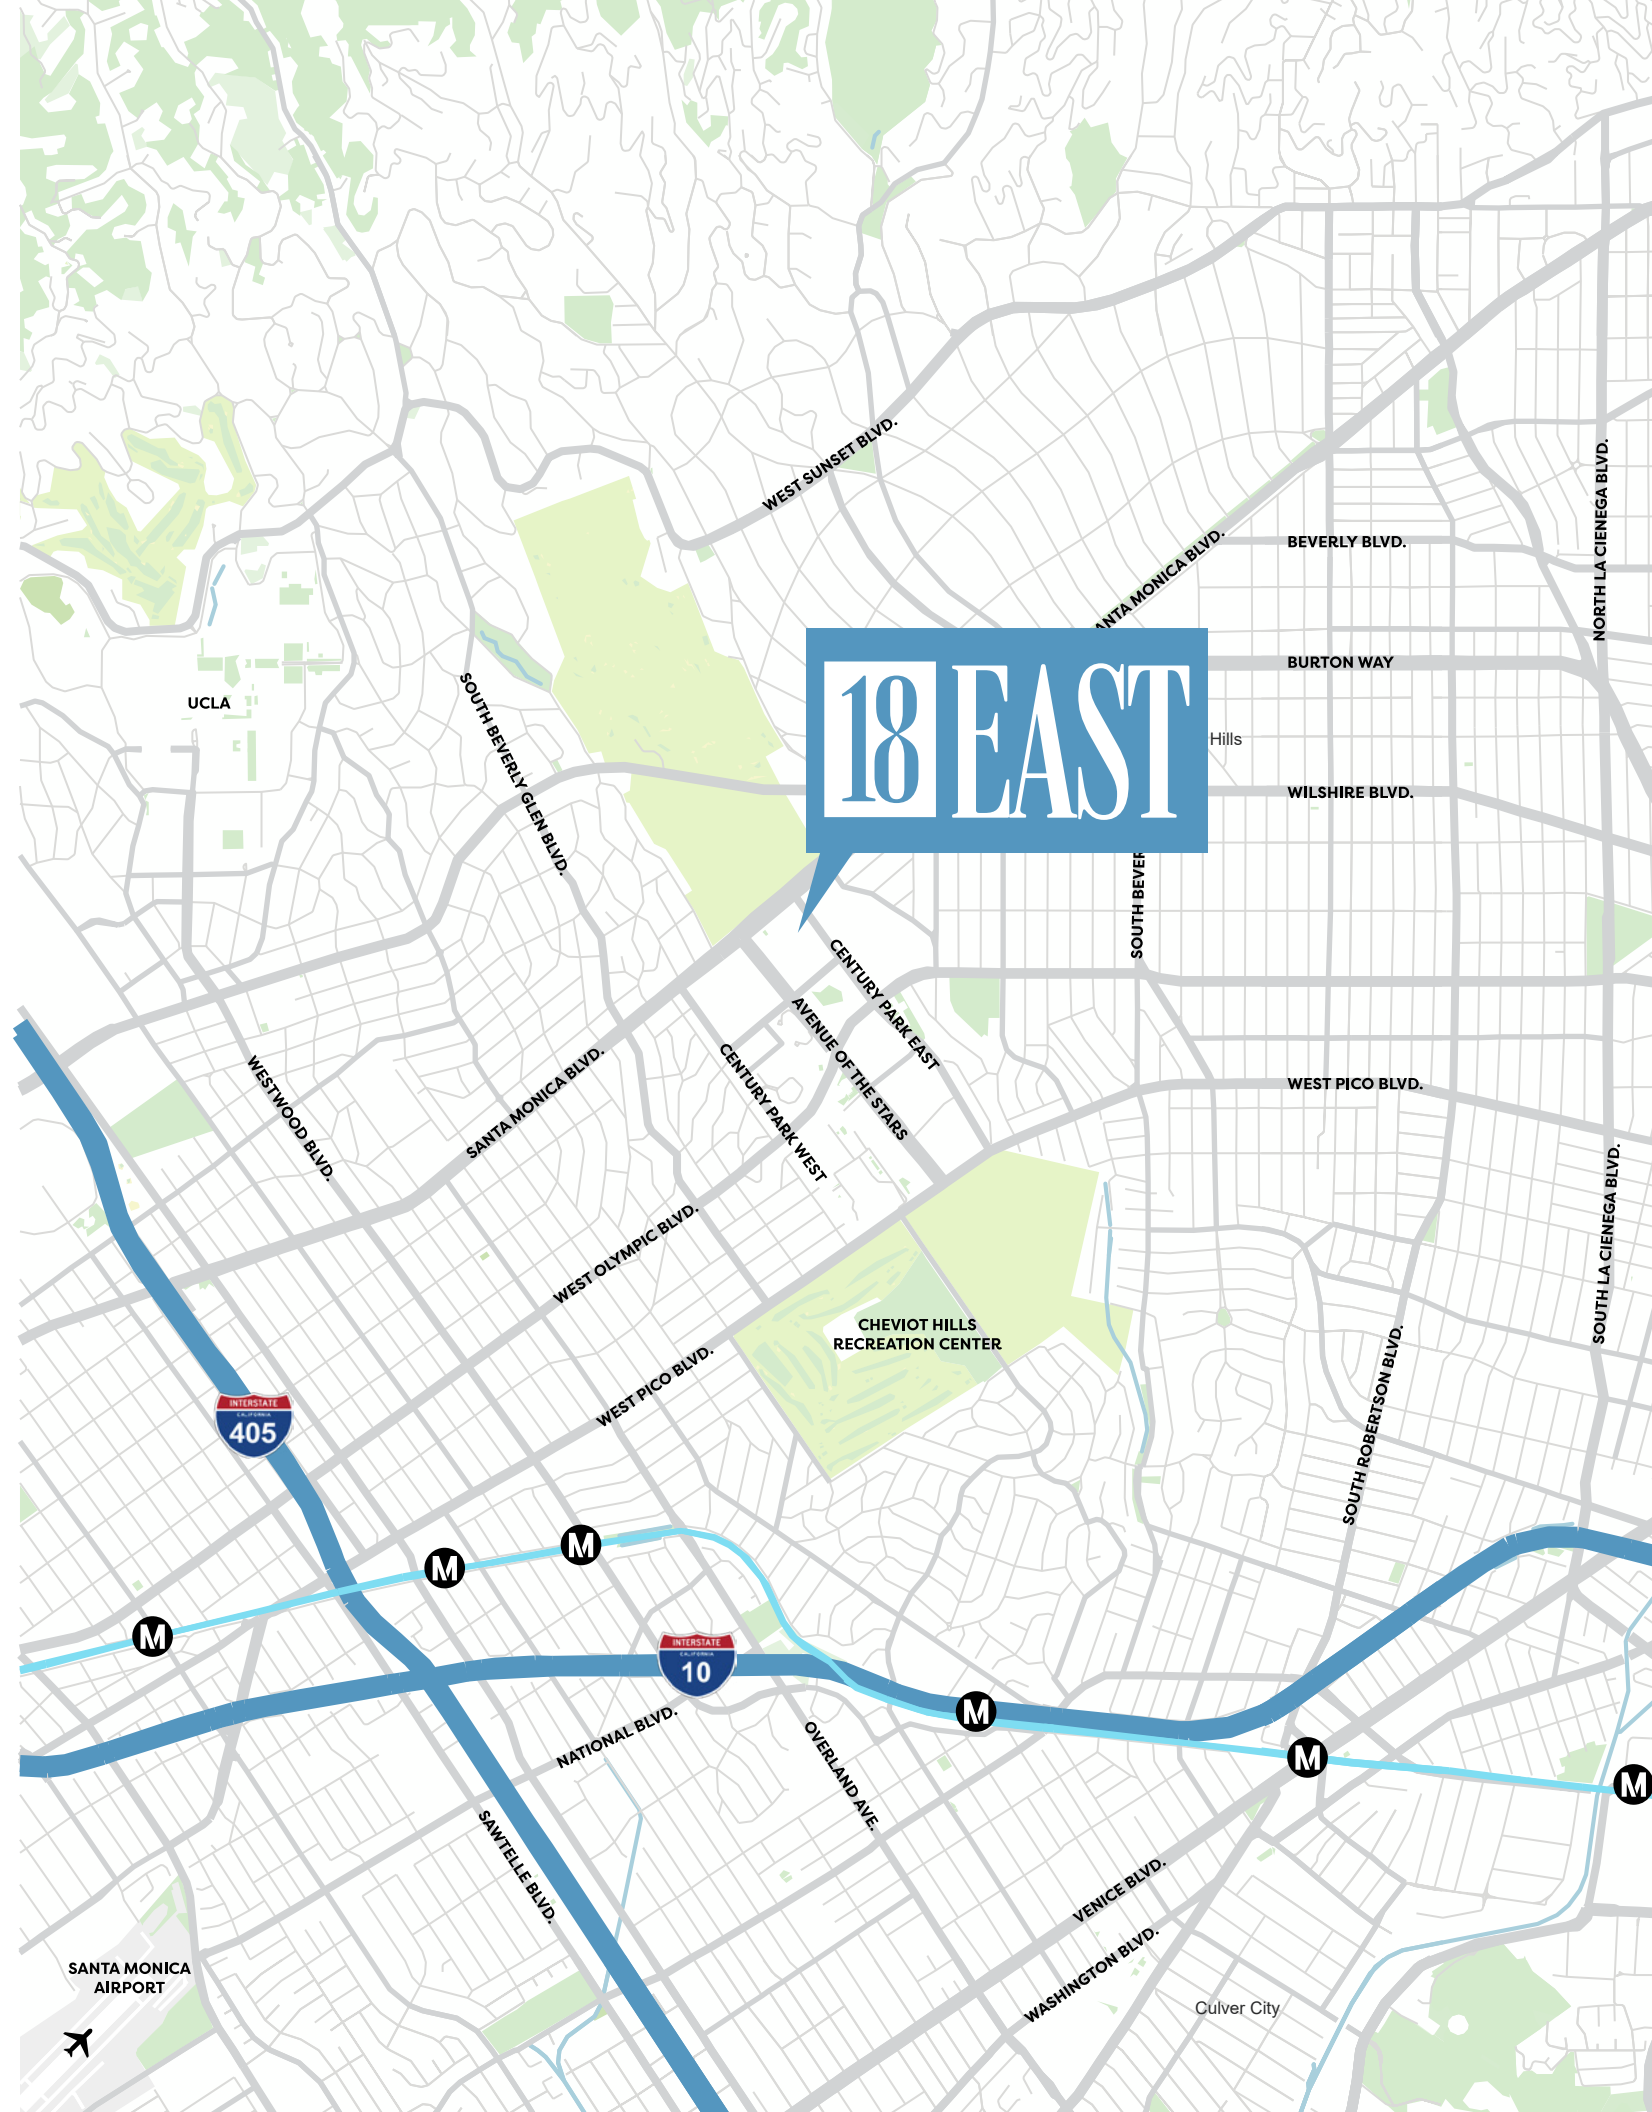 WEST SUNSET BLVD.
NORTH LA CIENEGA BLVD.
BEVERLY BLVD.
ANTA MONICA BLVD.
BURTON WAY
18 EAST
UCLA
SOUTH BEVERLY GLEN BLVD.
Hills
WILSHIRE BLVD.
SOUTH BEVER
CENTURY PARK EAST
AVENUE OF THE STARS
CENTURY PARK WEST
WESTWOOD BLVD.
SANTA MONICA BLVD.
WEST PICO BLVD.
SOUTH LA CIENEGA BLVD.
WEST OLYMPIC BLVD.
CHEVIOT HILLS
RECREATION CENTER
SOUTH ROBERTSON BLVD.
WEST PICO BLVD.
INTERSTATE
CALIFORNIA
405
M
M
M
INTERSTATE
CALIFORNIA
10
M
M
M
NATIONAL BLVD.
OVERLAND AVE.
SAWTELLE BLVD.
VENICE BLVD.
WASHINGTON BLVD.
SANTA MONICA
AIRPORT
Culver City